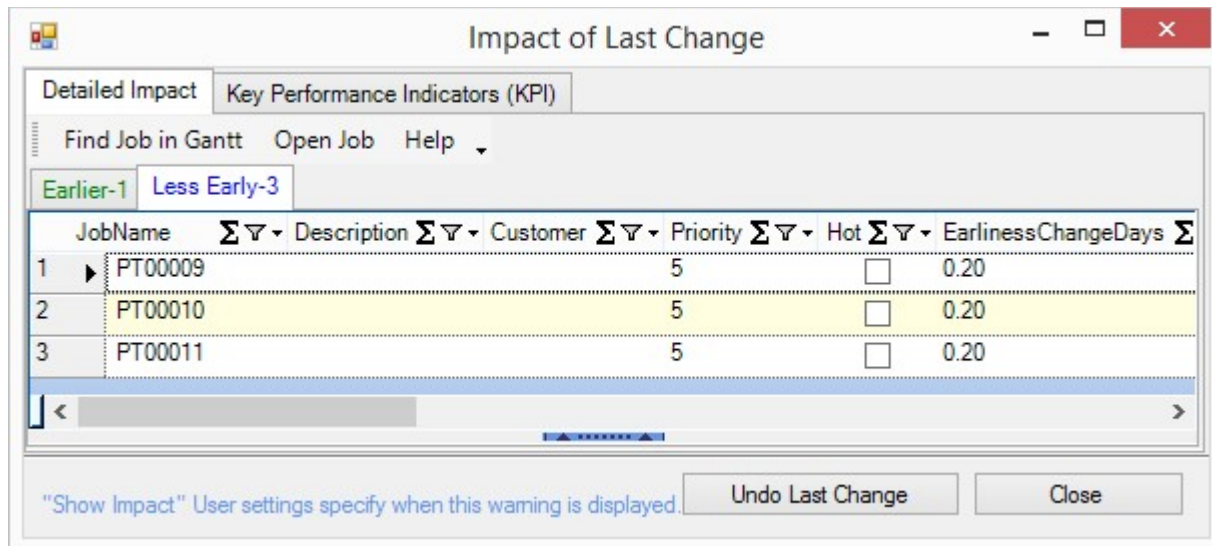 Impact of Last Change
Detailed Impact Key Performance Indicators (KPI)
Find Job in Gantt Open Job Help
Earlier-1 Less Early-3
JobName Σ Description Σ Customer Σ Priority Σ Hot Σ EarlinessChangeDays Σ
1 PT00009 5 0.20
2 PT00010 5 0.20
3 PT00011 5 0.20
"Show Impact" User settings specify when this warning is displayed. Undo Last Change Close